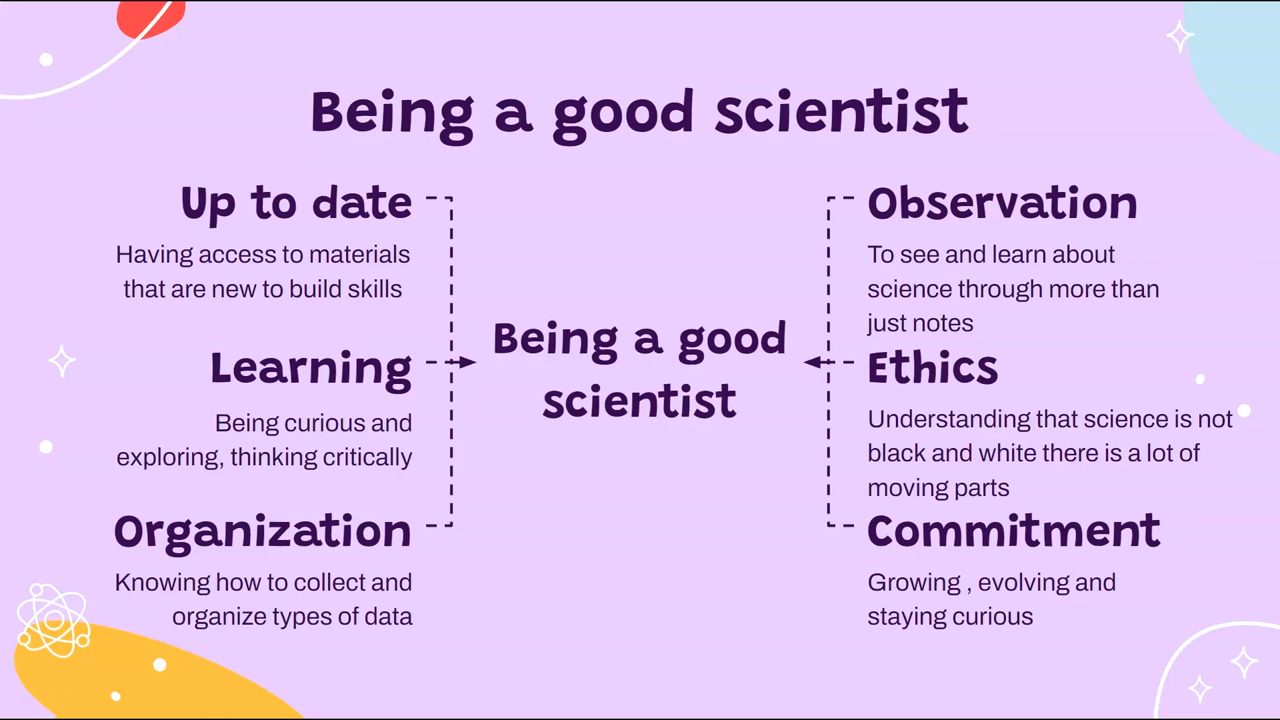 Being a good scientist
Up to date
Having access to materials
that are new to build skills
Learning
Being curious and
exploring, thinking critically
Organization
Knowing how to collect and
organize types of data
Being a good
scientist
Observation
To see and learn about
science through more than
just notes
Ethics
Understanding that science is not
black and white there is a lot of
moving parts
Commitment
Growing , evolving and
staying curious